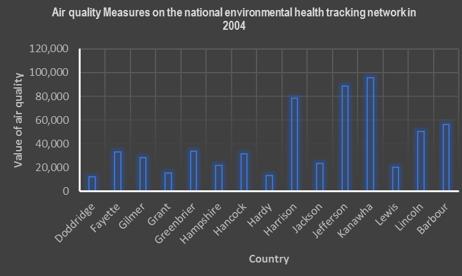 Air quality Measures on the national environmental health tracking network in
2004
120,000
100,000
80,000
60,000
40,000
20,000
0
Value of air quality
Doddridge
Fayette
Gilmer
Grant
Greenbrier
Hampshire
Hancock
Hardy
Harrison
Jackson
Jefferson
Kanawha
Lewis
Lincoln
Barbour
Country